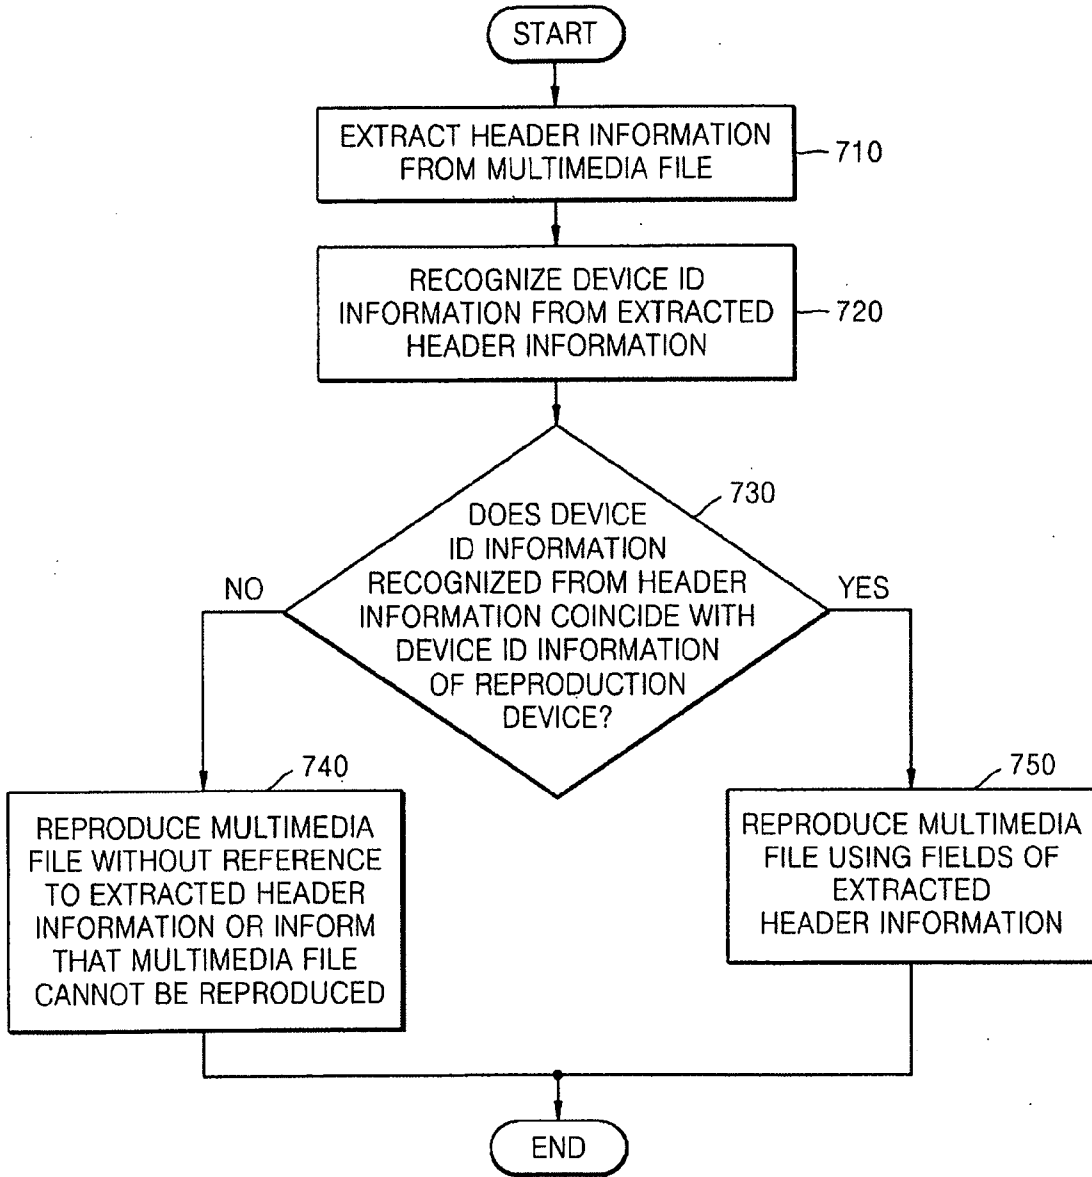 START
EXTRACT HEADER INFORMATION
FROM MULTIMEDIA FILE
710
RECOGNIZE DEVICE ID
INFORMATION FROM EXTRACTED
HEADER INFORMATION
720
730
DOES DEVICE
ID INFORMATION
RECOGNIZED FROM HEADER
INFORMATION COINCIDE WITH
DEVICE ID INFORMATION
OF REPRODUCTION
DEVICE?
NO
YES
740
REPRODUCE MULTIMEDIA
FILE WITHOUT REFERENCE
TO EXTRACTED HEADER
INFORMATION OR INFORM
THAT MULTIMEDIA FILE
CANNOT BE REPRODUCED
750
REPRODUCE MULTIMEDIA
FILE USING FIELDS OF
EXTRACTED
HEADER INFORMATION
END